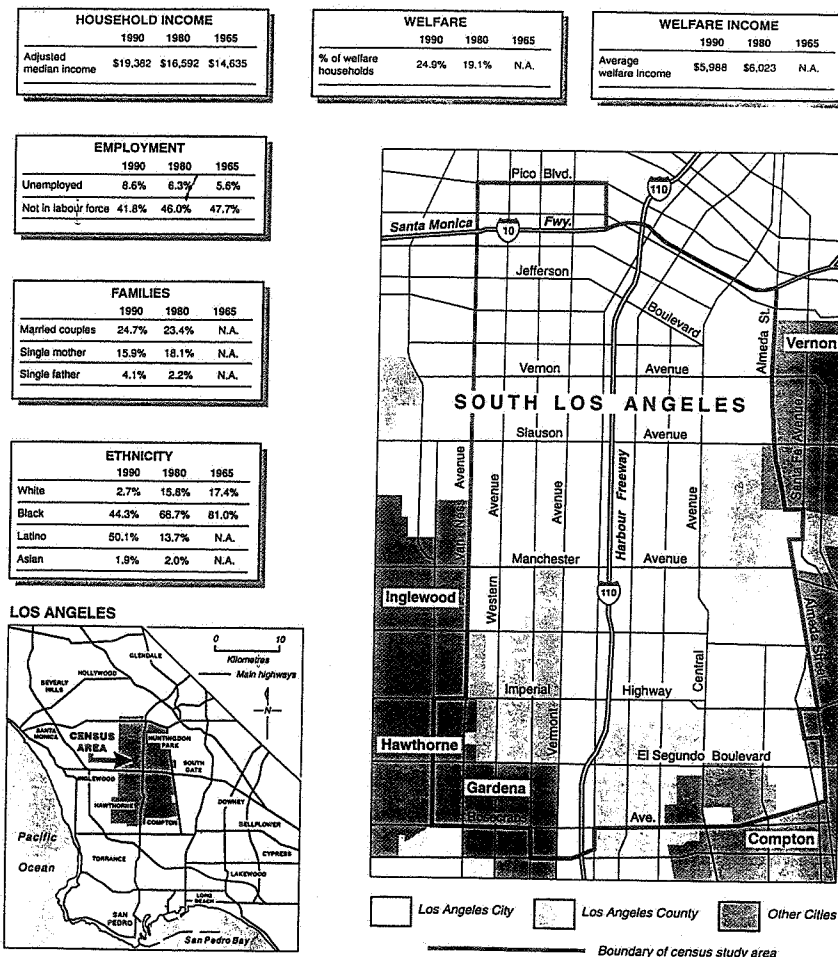 HOUSEHOLD INCOME
1990 1980 1965
Adjusted median income $19,382 $16,592 $14,635
WELFARE
1990 1980 1965
% of welfare households 24.9% 19.1% N.A.
WELFARE INCOME
1990 1980 1965
Average welfare income $5,988 $6,023 N.A.
EMPLOYMENT
1990 1980 1965
Unemployed 8.6% 6.3% 5.6%
Not in labour force 41.8% 46.0% 47.7%
FAMILIES
1990 1980 1965
Married couples 24.7% 23.4% N.A.
Single mother 15.9% 18.1% N.A.
Single father 4.1% 2.2% N.A.
ETHNICITY
1990 1980 1965
White 2.7% 15.8% 17.4%
Black 44.3% 66.7% 81.0%
Latino 50.1% 13.7% N.A.
Asian 1.9% 2.0% N.A.
LOS ANGELES
0 10
Kilometres
Main highways
N
GLENDALE
HOLLYWOOD
BEVERLY HILLS
SANTA MONICA
CENSUS AREA
HUNTINGDON PARK
INGLEWOOD
SOUTH GATE
HAWTHORNE
DOWNEY
COMPTON
BELLFLOWER
CYPRESS
TORRANCE
LAKEWOOD
LONG BEACH
SAN PEDRO
Pacific Ocean
San Pedro Bay
Pico Blvd.
110
Santa Monica Fwy.
10
Jefferson Boulevard
Almeda St.
Vernon
Vernon Avenue
SOUTH LOS ANGELES
Slauson Avenue
Santa Fe Avenue
Van Ness Avenue
Western Avenue
Vermont Avenue
Harbour Freeway
Central Avenue
Manchester Avenue
Inglewood
110
Imperial Highway
Hawthorne
El Segundo Boulevard
Gardena
Rosecrans Ave.
Compton
Los Angeles City
Los Angeles County
Other Cities
Boundary of census study area